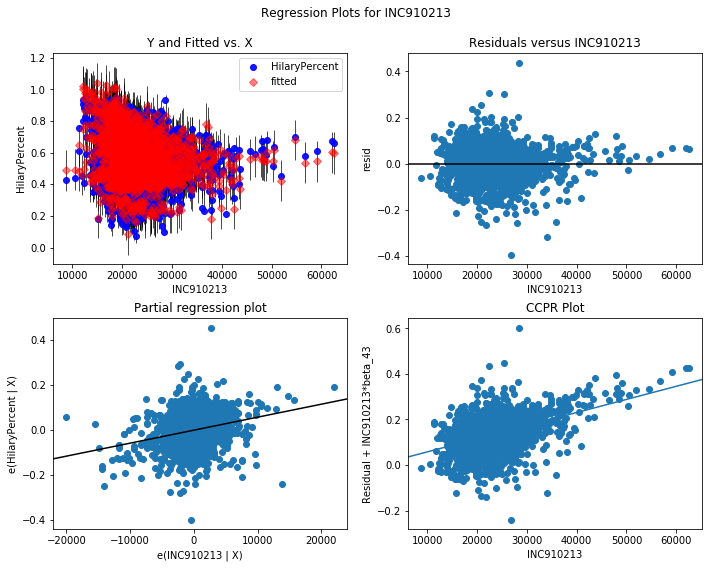 Regression Plots for INC910213
Y and Fitted vs. X
HilaryPercent
fitted
1.2
1.0
0.8
0.6
0.4
0.2
0.0
HilaryPercent
10000 20000 30000 40000 50000 60000
INC910213
Residuals versus INC910213
0.4
0.2
0.0
−0.2
−0.4
resid
10000 20000 30000 40000 50000 60000
INC910213
Partial regression plot
0.4
0.2
0.0
−0.2
−0.4
e(HilaryPercent | X)
−20000 −10000 0 10000 20000
e(INC910213 | X)
CCPR Plot
0.6
0.4
0.2
0.0
−0.2
Residual + INC910213*beta_43
10000 20000 30000 40000 50000 60000
INC910213